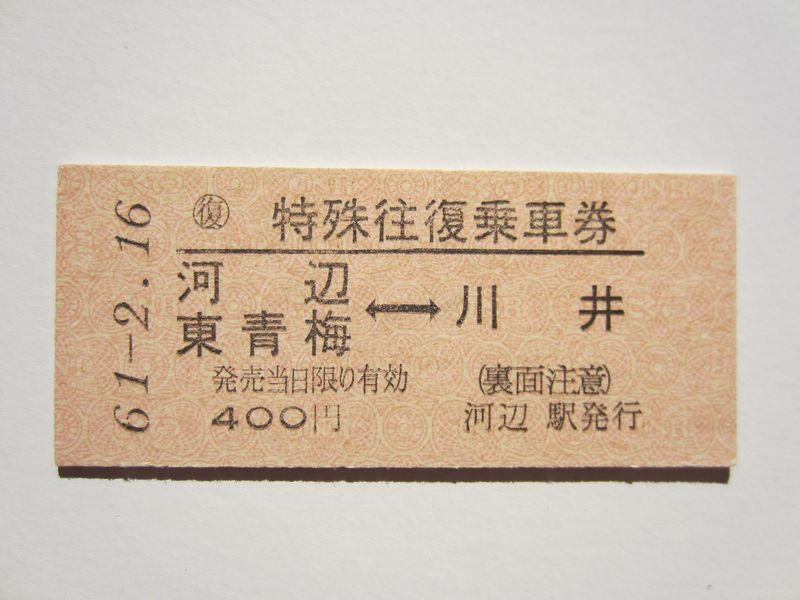 61-2.16
㊝ 特殊往復乗車券
河辺
東青梅
↔
川井
発売当日限り有効
(裏面注意)
400円
河辺 駅発行